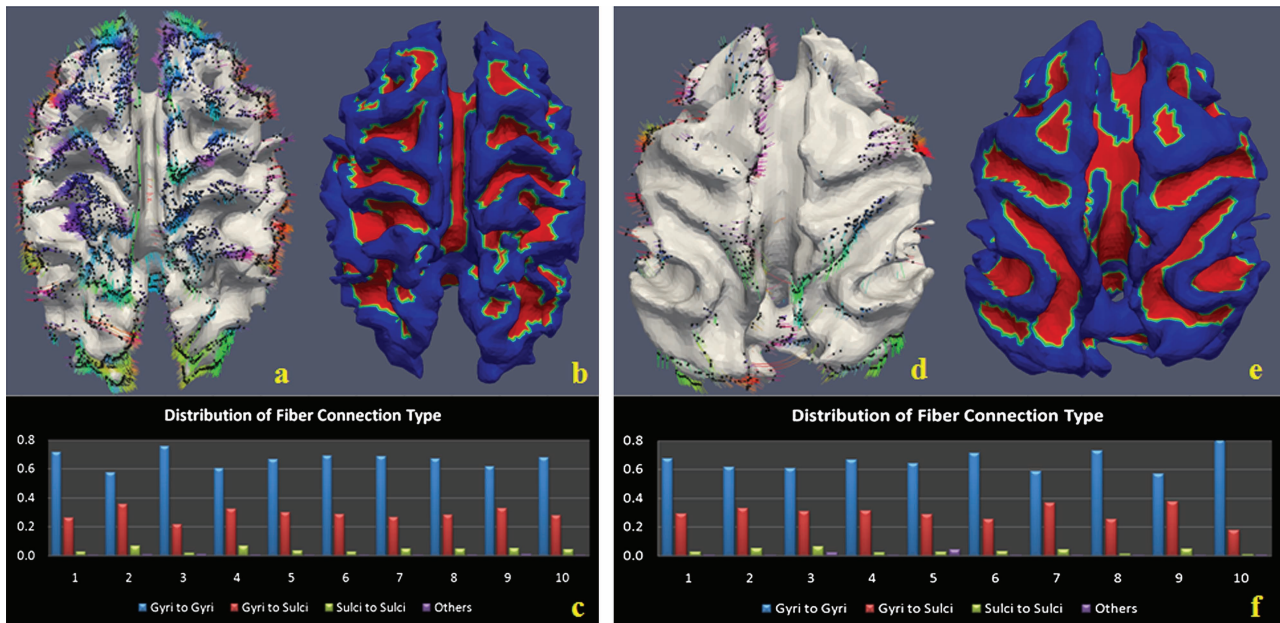 a
b
Distribution of Fiber Connection Type
0.8
0.6
0.4
0.2
0.0
1 2 3 4 5 6 7 8 9 10
Gyri to Gyri Gyri to Sulci Sulci to Sulci Others
c
d
e
Distribution of Fiber Connection Type
0.8
0.6
0.4
0.2
0.0
1 2 3 4 5 6 7 8 9 10
Gyri to Gyri Gyri to Sulci Sulci to Sulci Others
f